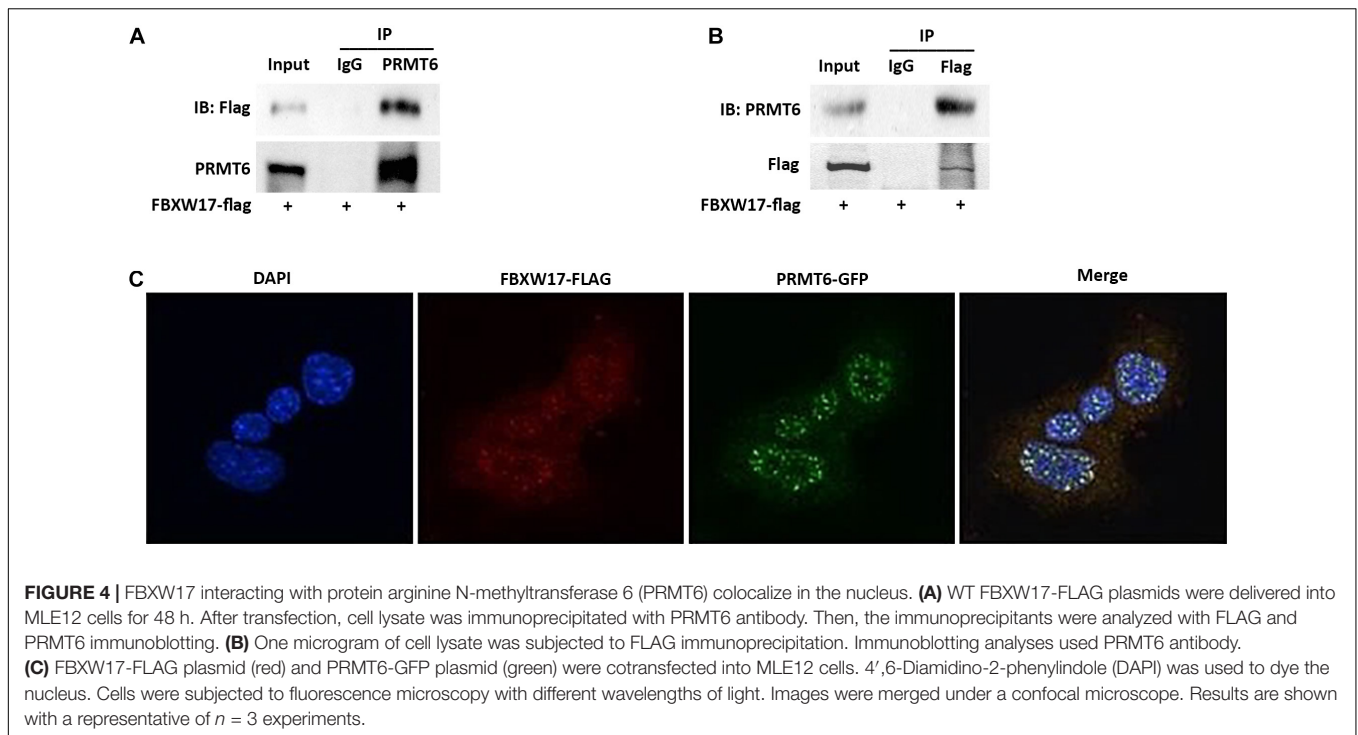 A
IP
Input IgG PRMT6
IB: Flag
PRMT6
FBXW17-flag + + +
B
IP
Input IgG Flag
IB: PRMT6
Flag
FBXW17-flag + + +
C
DAPI FBXW17-FLAG PRMT6-GFP Merge
FIGURE 4 | FBXW17 interacting with protein arginine N-methyltransferase 6 (PRMT6) colocalize in the nucleus. (A) WT FBXW17-FLAG plasmids were delivered into
MLE12 cells for 48 h. After transfection, cell lysate was immunoprecipitated with PRMT6 antibody. Then, the immunoprecipitants were analyzed with FLAG and
PRMT6 immunoblotting. (B) One microgram of cell lysate was subjected to FLAG immunoprecipitation. Immunoblotting analyses used PRMT6 antibody.
(C) FBXW17-FLAG plasmid (red) and PRMT6-GFP plasmid (green) were cotransfected into MLE12 cells. 4′,6-Diamidino-2-phenylindole (DAPI) was used to dye the
nucleus. Cells were subjected to fluorescence microscopy with different wavelengths of light. Images were merged under a confocal microscope. Results are shown
with a representative of n = 3 experiments.